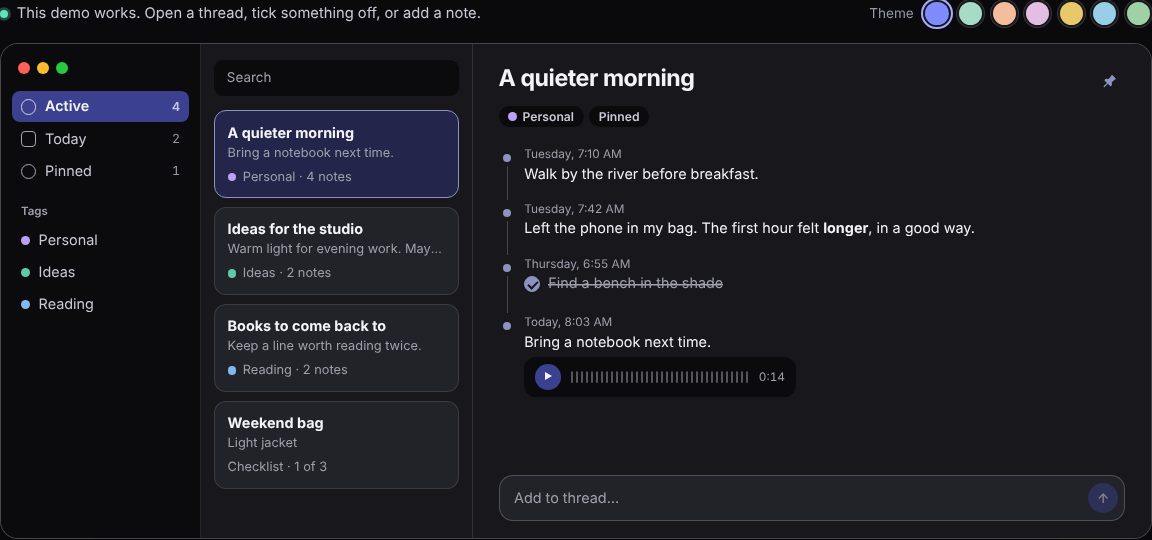 This demo works. Open a thread, tick something off, or add a note.
Theme
Active 4
Today 2
Pinned 1
Tags
Personal
Ideas
Reading
Search
A quieter morning
Bring a notebook next time.
Personal · 4 notes
Ideas for the studio
Warm light for evening work. May...
Ideas · 2 notes
Books to come back to
Keep a line worth reading twice.
Reading · 2 notes
Weekend bag
Light jacket
Checklist · 1 of 3
A quieter morning
Personal Pinned
Tuesday, 7:10 AM
Walk by the river before breakfast.
Tuesday, 7:42 AM
Left the phone in my bag. The first hour felt longer, in a good way.
Thursday, 6:55 AM
Find a bench in the shade
Today, 8:03 AM
Bring a notebook next time.
0:14
Add to thread...